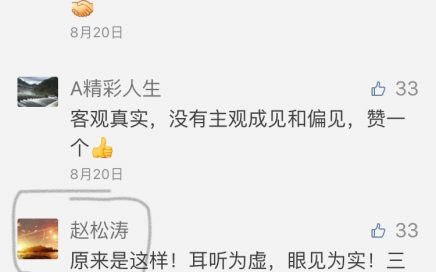 🤝
8月20日
A精彩人生 33
客观真实，没有主观成见和偏见，赞一
个👍
8月20日
赵松涛 33
原来是这样！耳听为虚，眼见为实！三